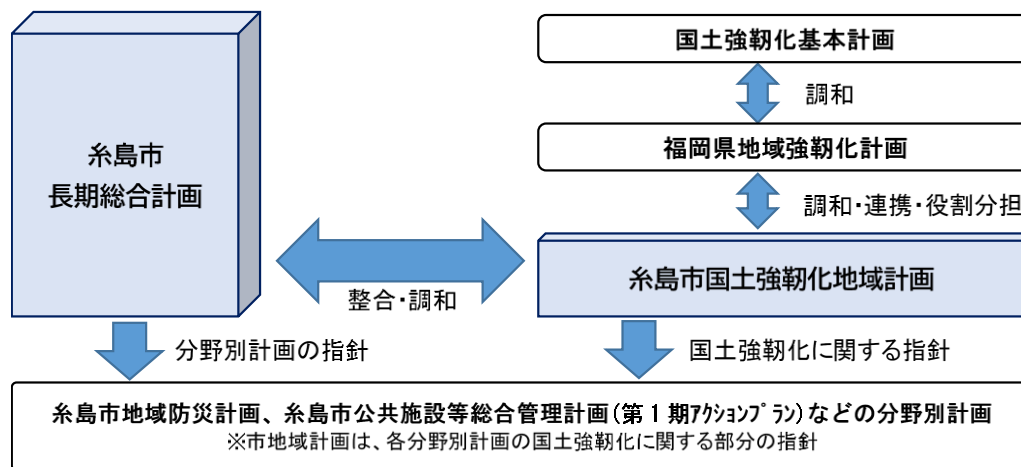 国土強靭化基本計画
調和
福岡県地域強靭化計画
調和・連携・役割分担
糸島市
長期総合計画
整合・調和
糸島市国土強靭化地域計画
分野別計画の指針
国土強靭化に関する指針
糸島市地域防災計画、糸島市公共施設等総合管理計画(第1期ｱｸｼｮﾝﾌﾟﾗﾝ)などの分野別計画
※市地域計画は、各分野別計画の国土強靭化に関する部分の指針